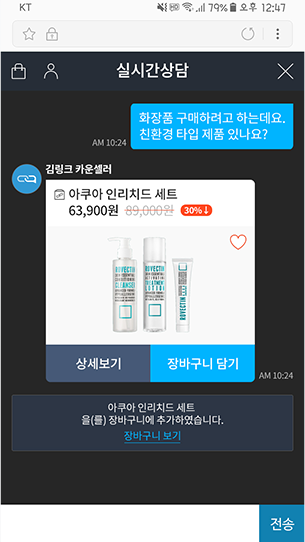 KT 79% 오후 12:47
실시간상담
화장품 구매하려고 하는데요.
친환경 타입 제품 있나요?
AM 10:24
김링크 카운셀러
아쿠아 인리치드 세트
63,900원 89,000원 30%↓
ROVECTIN
CLEANSER
ROVECTIN
TREATMENT
LOTION
ROVECTIN
상세보기 장바구니 담기
AM 10:24
아쿠아 인리치드 세트
을(를) 장바구니에 추가하였습니다.
장바구니 보기
전송